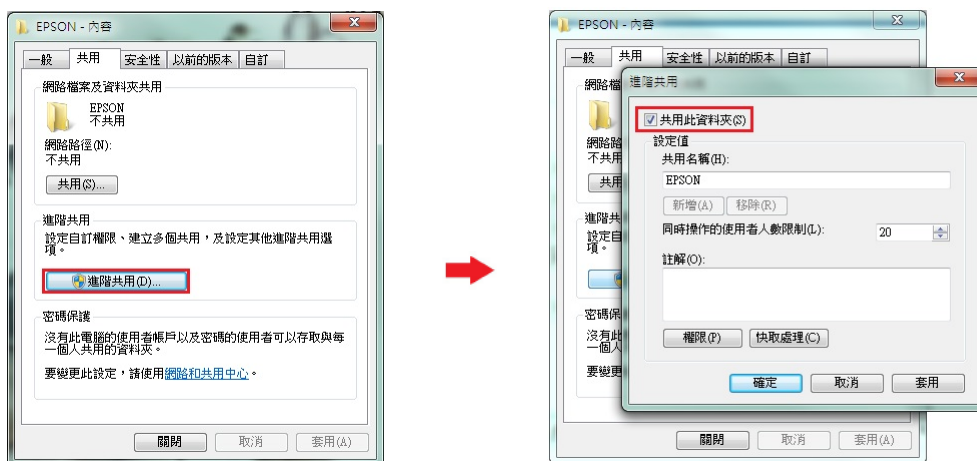 EPSON - 內容
一般 共用 安全性 以前的版本 自訂
網路檔案及資料夾共用
EPSON
不共用
網路路徑(N):
不共用
共用(S)...
進階共用
設定自訂權限、建立多個共用，及設定其他進階共用選
項。
進階共用(D)...
密碼保護
沒有此電腦的使用者帳戶以及密碼的使用者可以存取與每
一個人共用的資料夾。
要變更此設定，請使用網路和共用中心。
關閉 取消 套用(A)
EPSON - 內容
一般 共用 安全性 以前的版本 自訂
網路檔
網路路
不共用
共用
進階共
設定自
項。
密碼保
沒有此
一個人
要變更
關閉 取消 套用(A)
進階共用
共用此資料夾(S)
設定值
共用名稱(H):
EPSON
新增(A) 移除(R)
同時操作的使用者人數限制(L): 20
註解(O):
權限(P) 快取處理(C)
確定 取消 套用